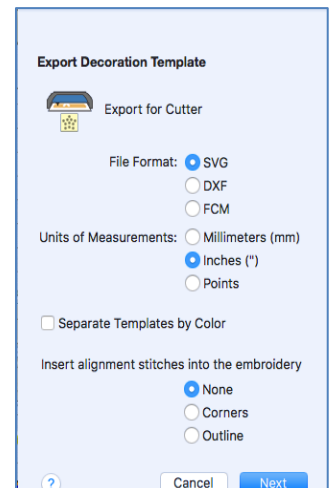 Export Decoration Template
Export for Cutter
File Format: SVG
DXF
FCM
Units of Measurements: Millimeters (mm)
Inches (")
Points
Separate Templates by Color
Insert alignment stitches into the embroidery
None
Corners
Outline
? Cancel Next